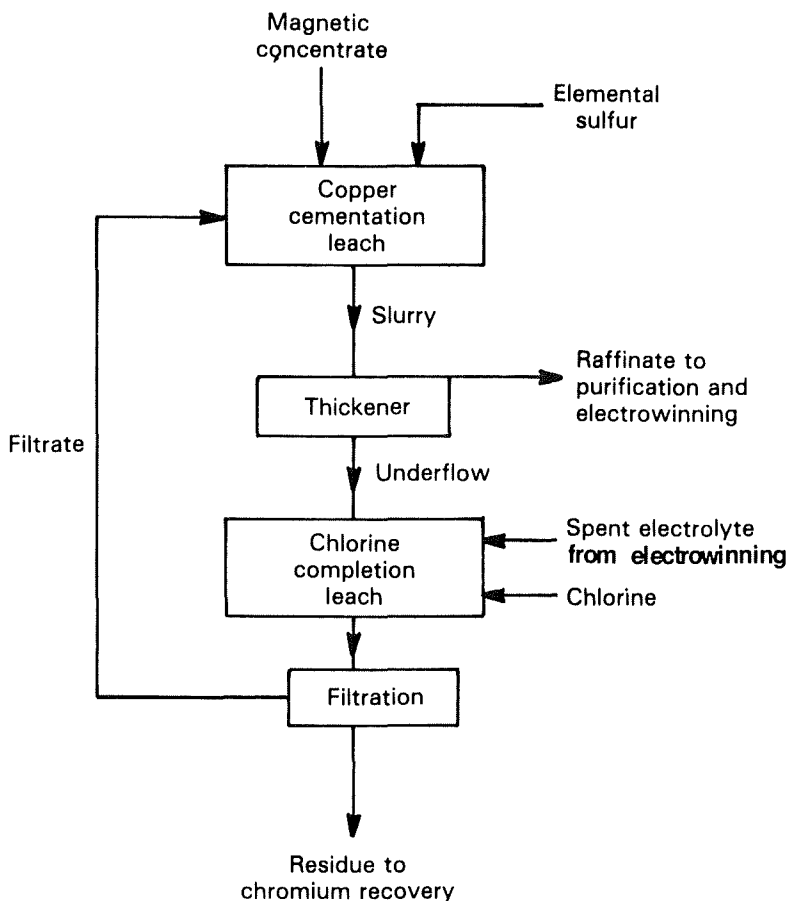 Magnetic
concentrate
Elemental
sulfur
Copper
cementation
leach
Slurry
Raffinate to
purification and
electrowinning
Thickener
Filtrate
Underflow
Spent electrolyte
from electrowinning
Chlorine
completion
leach
Chlorine
Filtration
Residue to
chromium recovery